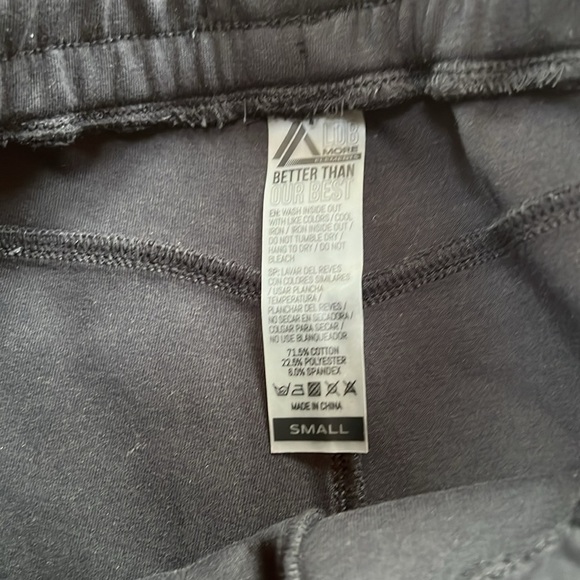 LUB
MORE
ELEMENTS
BETTER THAN
OUR BEST
EN: WASH INSIDE OUT
WITH LIKE COLORS / COOL
IRON / IRON INSIDE OUT /
DO NOT TUMBLE DRY /
HANG TO DRY / DO NOT
BLEACH
SP: LAVAR DEL REVES
CON COLORES SIMILARES
/ USAR PLANCHA
TEMPERATURA /
PLANCHAR DEL REVES /
NO SECAR EN SECADORA /
COLGAR PARA SECAR /
NO USE BLANQUEADOR
71.5% COTTON
22.5% POLYESTER
6.0% SPANDEX
MADE IN CHINA
SMALL